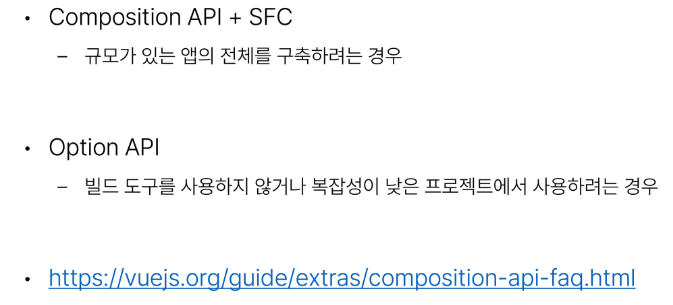 • Composition API + SFC
– 규모가 있는 앱의 전체를 구축하려는 경우
• Option API
– 빌드 도구를 사용하지 않거나 복잡성이 낮은 프로젝트에서 사용하려는 경우
• https://vuejs.org/guide/extras/composition-api-faq.html